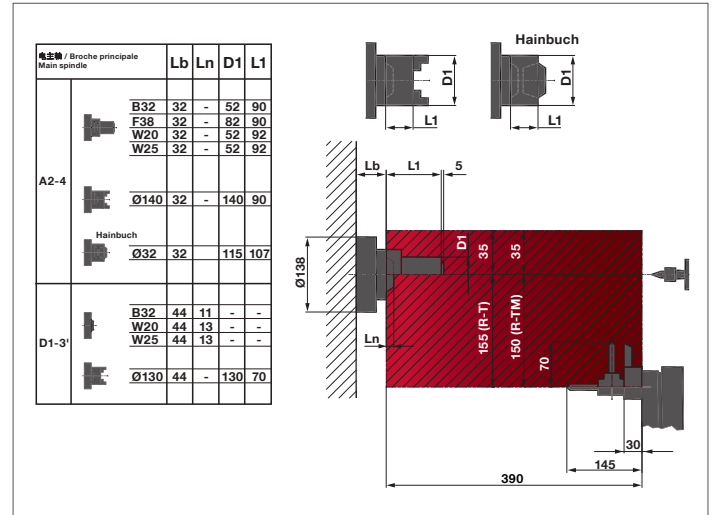 电主轴 / Broche principale
Main spindle
Lb Ln D1 L1
A2-4
B32 32 - 52 90
F38 32 - 82 90
W20 32 - 52 92
W25 32 - 52 92
Ø140 32 - 140 90
Hainbuch
Ø32 32 115 107
D1-3'
B32 44 11 - -
W20 44 13 - -
W25 44 13 - -
Ø130 44 - 130 70
Hainbuch
D1
D1
L1
L1
Lb
L1
5
D1
35
35
Ø138
Ln
155 (R-T)
150 (R-TM)
70
30
145
390